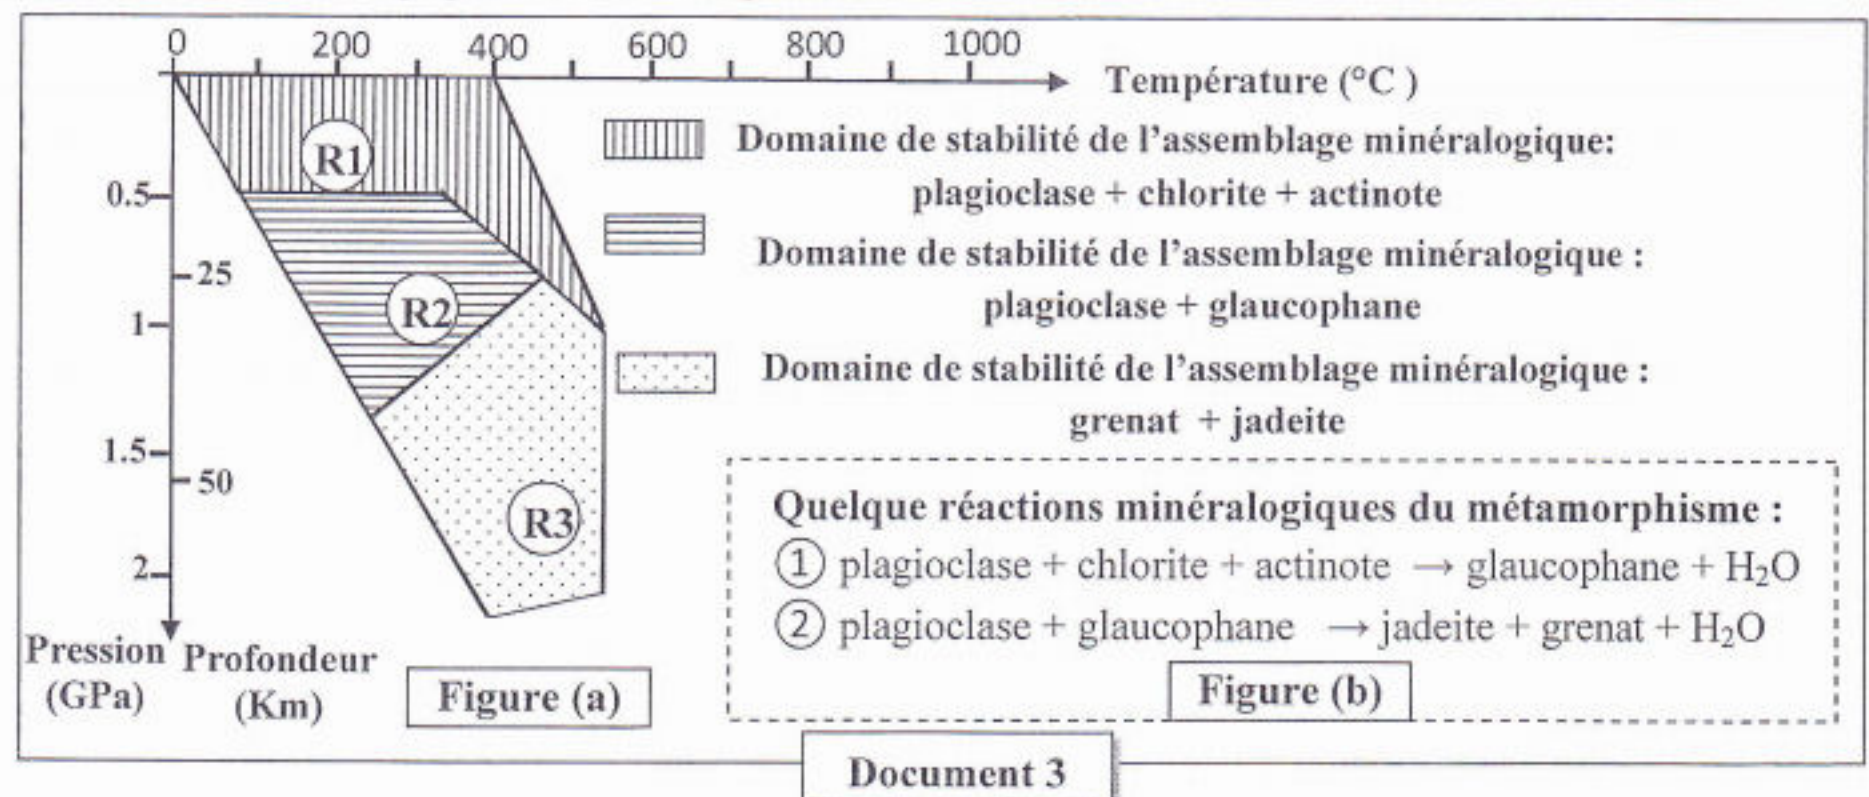 0 200 400 600 800 1000
Température (°C )
Domaine de stabilité de l'assemblage minéralogique:
plagioclase + chlorite + actinote
Domaine de stabilité de l'assemblage minéralogique :
plagioclase + glaucophane
Domaine de stabilité de l'assemblage minéralogique :
grenat + jadeite
R1
0.5
25
R2
1
1.5
50
R3
2
Pression
(GPa)
Profondeur
(Km)
Figure (a)
Quelque réactions minéralogiques du métamorphisme :
① plagioclase + chlorite + actinote → glaucophane + H₂O
② plagioclase + glaucophane → jadeite + grenat + H₂O
Figure (b)
Document 3